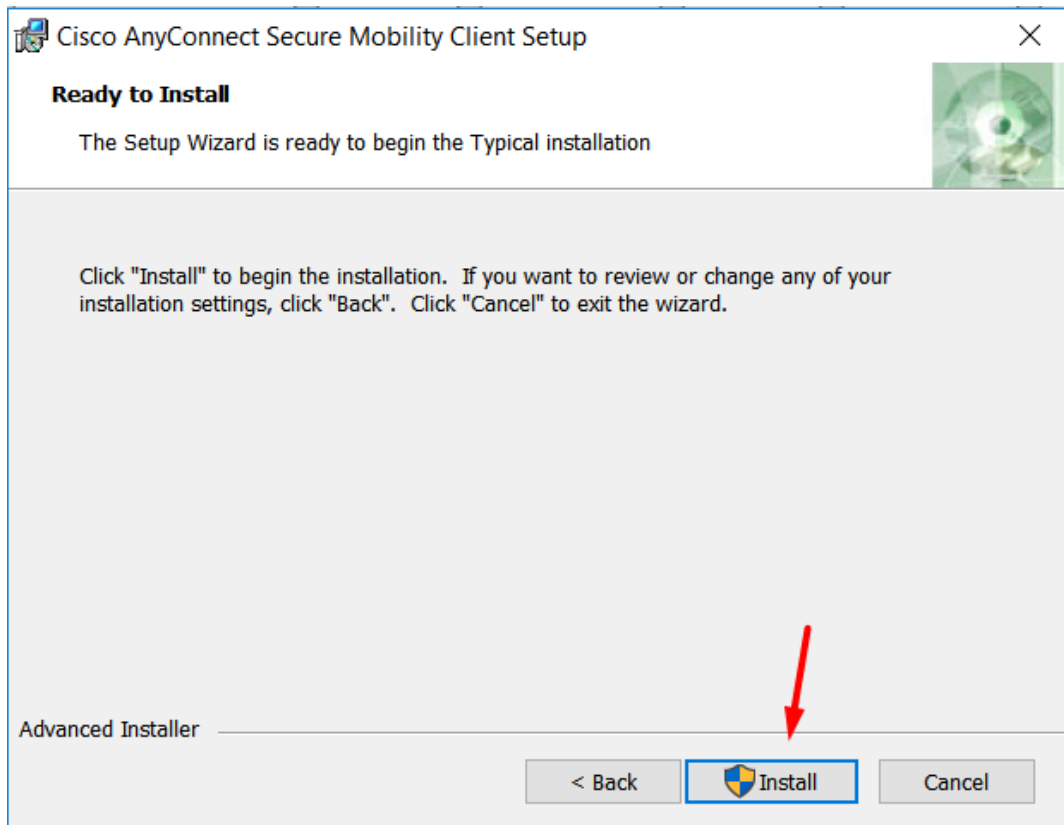 Cisco AnyConnect Secure Mobility Client Setup
Ready to Install
The Setup Wizard is ready to begin the Typical installation
Click "Install" to begin the installation.  If you want to review or change any of your
installation settings, click "Back".  Click "Cancel" to exit the wizard.
Advanced Installer
< Back
Install
Cancel